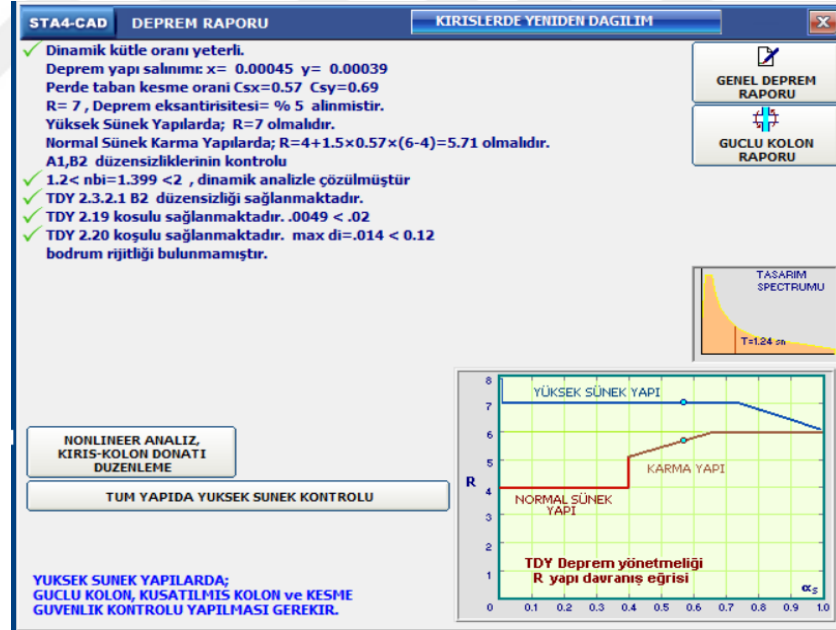 STA4-CAD DEPREM RAPORU KIRISLERDE YENIDEN DAGILIM
Dinamik kütle oranı yeterli.
Deprem yapı salınımı: x= 0.00045 y= 0.00039
Perde taban kesme orani Csx=0.57 Csy=0.69
R= 7 , Deprem eksantirisitesi= % 5 alinmistir.
Yüksek Sünek Yapılarda; R=7 olmalıdır.
Normal Sünek Karma Yapılarda; R=4+1.5×0.57×(6-4)=5.71 olmalıdır.
A1,B2 düzensizliklerinin kontrolu
1.2< nbi=1.399 <2 , dinamik analizle çözülmüştür
TDY 2.3.2.1 B2 düzensizliği sağlanmaktadır.
TDY 2.19 kosulu sağlanmaktadır. .0049 < .02
TDY 2.20 koşulu sağlanmaktadır. max di=.014 < 0.12
bodrum rijitliği bulunmamıştır.
GENEL DEPREM
RAPORU
GUCLU KOLON
RAPORU
TASARIM
SPECTRUMU
T=1.24 sn
NONLINEER ANALIZ,
KIRIS-KOLON DONATI
DUZENLEME
TUM YAPIDA YUKSEK SUNEK KONTROLU
YUKSEK SUNEK YAPILARDA;
GUCLU KOLON, KUSATILMIS KOLON ve KESME
GUVENLIK KONTROLU YAPILMASI GEREKIR.
8
YÜKSEK SÜNEK YAPI
7
6
5
KARMA YAPI
R
4
NORMAL SÜNEK
YAPI
3
2
TDY Deprem yönetmeliği
1
R yapı davranış eğrisi
αs
0 0.1 0.2 0.3 0.4 0.5 0.6 0.7 0.8 0.9 1.0